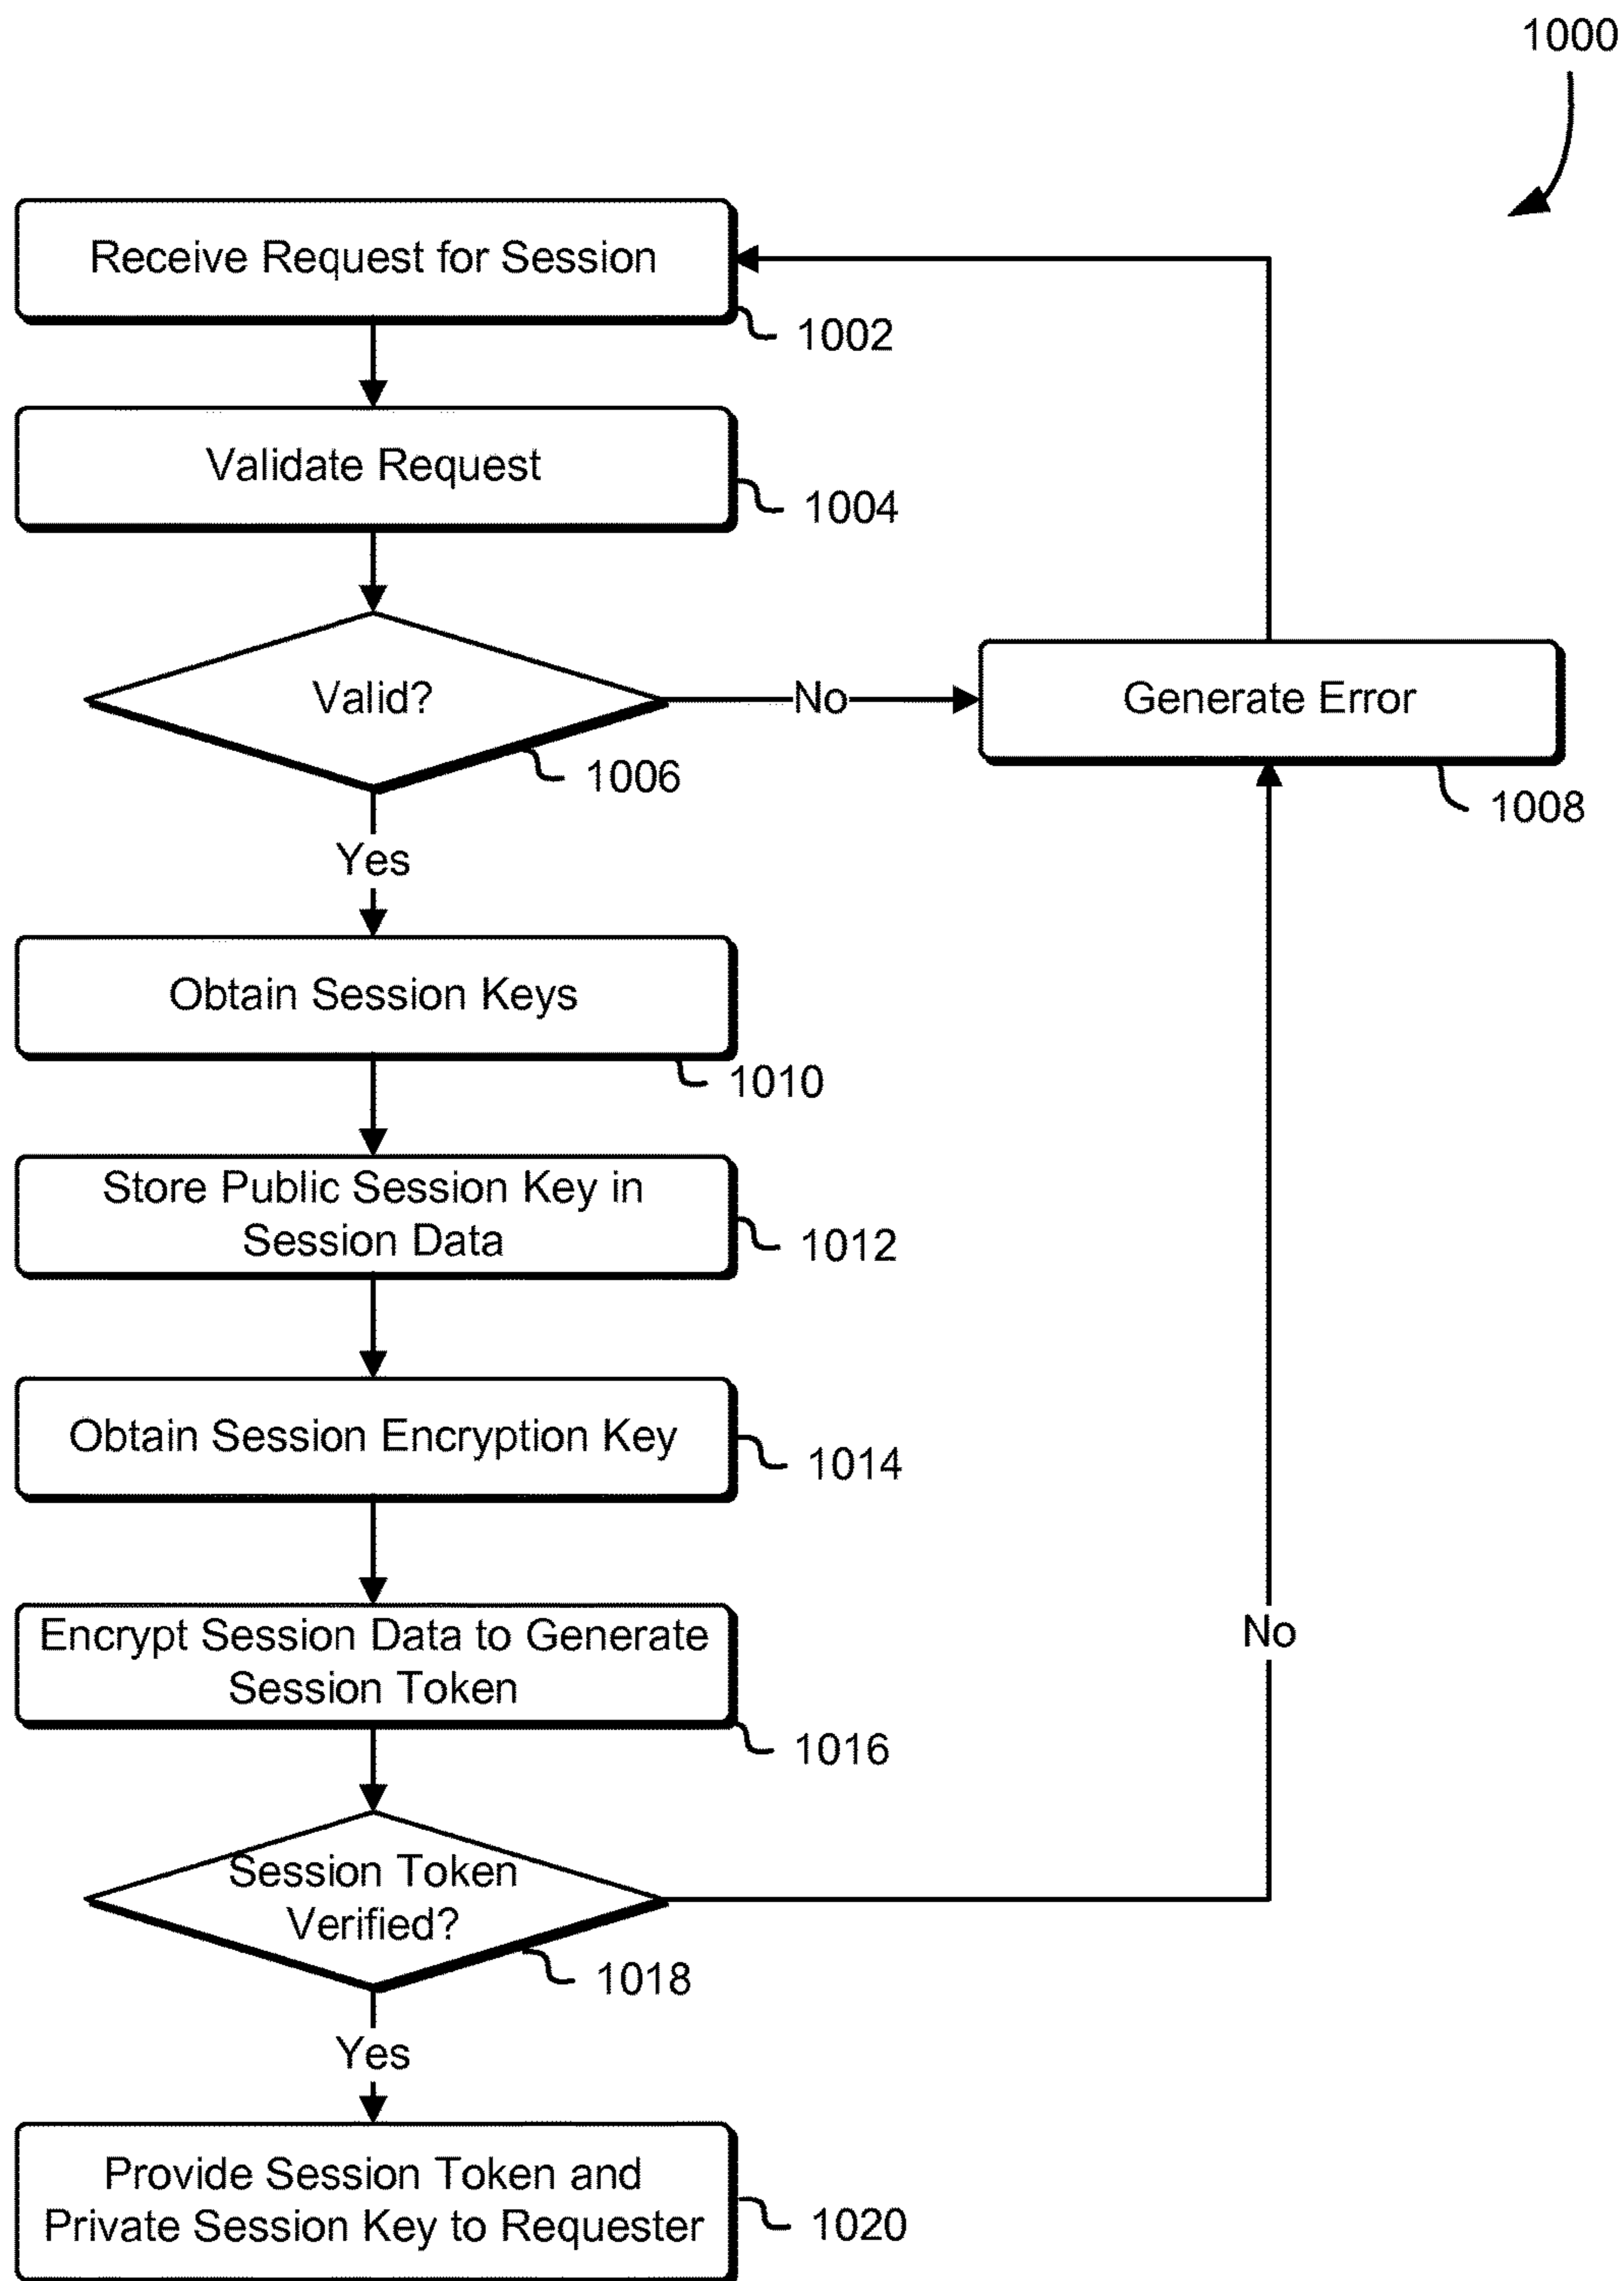 1000
Receive Request for Session
1002
Validate Request
1004
Valid?
No
Generate Error
1006
1008
Yes
Obtain Session Keys
1010
Store Public Session Key in
Session Data
1012
Obtain Session Encryption Key
1014
Encrypt Session Data to Generate
Session Token
No
1016
Session Token
Verified?
1018
Yes
Provide Session Token and
Private Session Key to Requester
1020